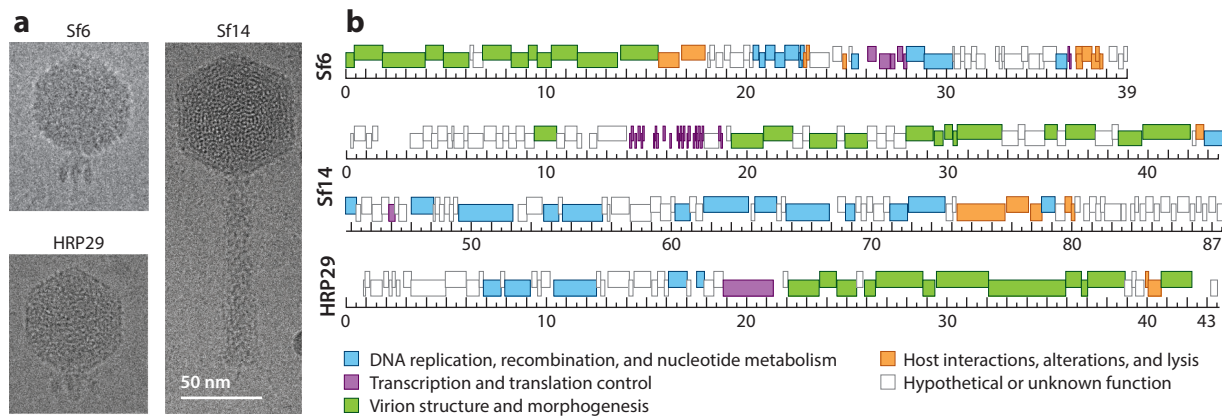 a
Sf6
Sf14
HRP29
50 nm
b
Sf6
0 10 20 30 39
Sf14
0 10 20 30 40
50 60 70 80 87
HRP29
0 10 20 30 40 43
DNA replication, recombination, and nucleotide metabolism
Transcription and translation control
Virion structure and morphogenesis
Host interactions, alterations, and lysis
Hypothetical or unknown function